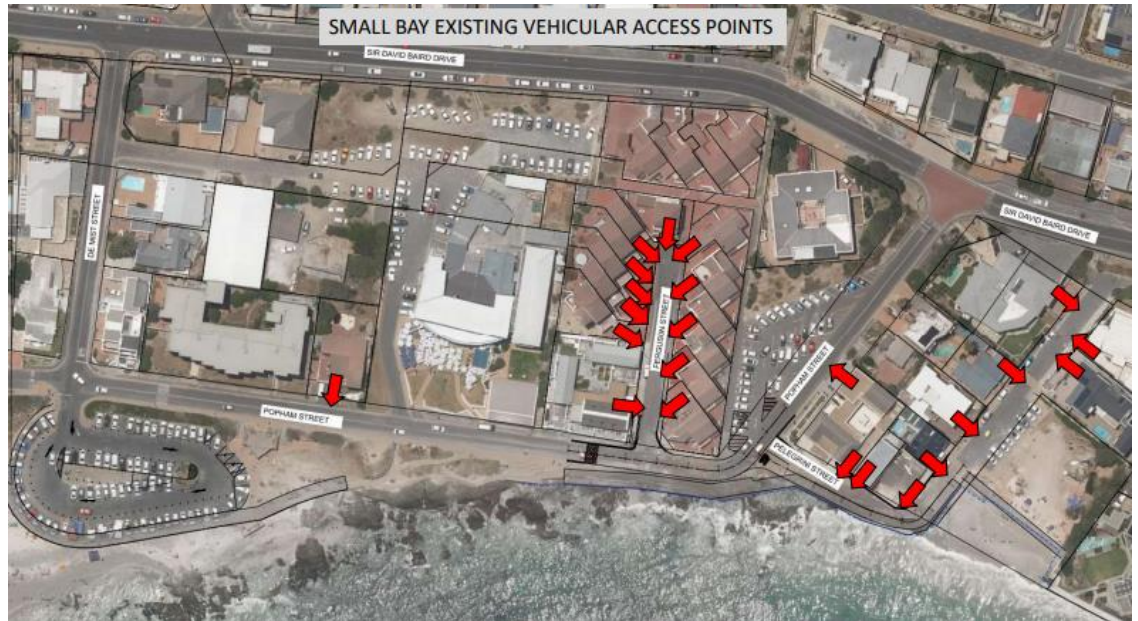 SMALL BAY EXISTING VEHICULAR ACCESS POINTS
SIR DAVID BAIRD DRIVE
DE MIST STREET
SIR DAVID BAIRD DRIVE
FERGUSON STREET
POPHAM STREET
POPHAM STREET
PELEGRINI STREET